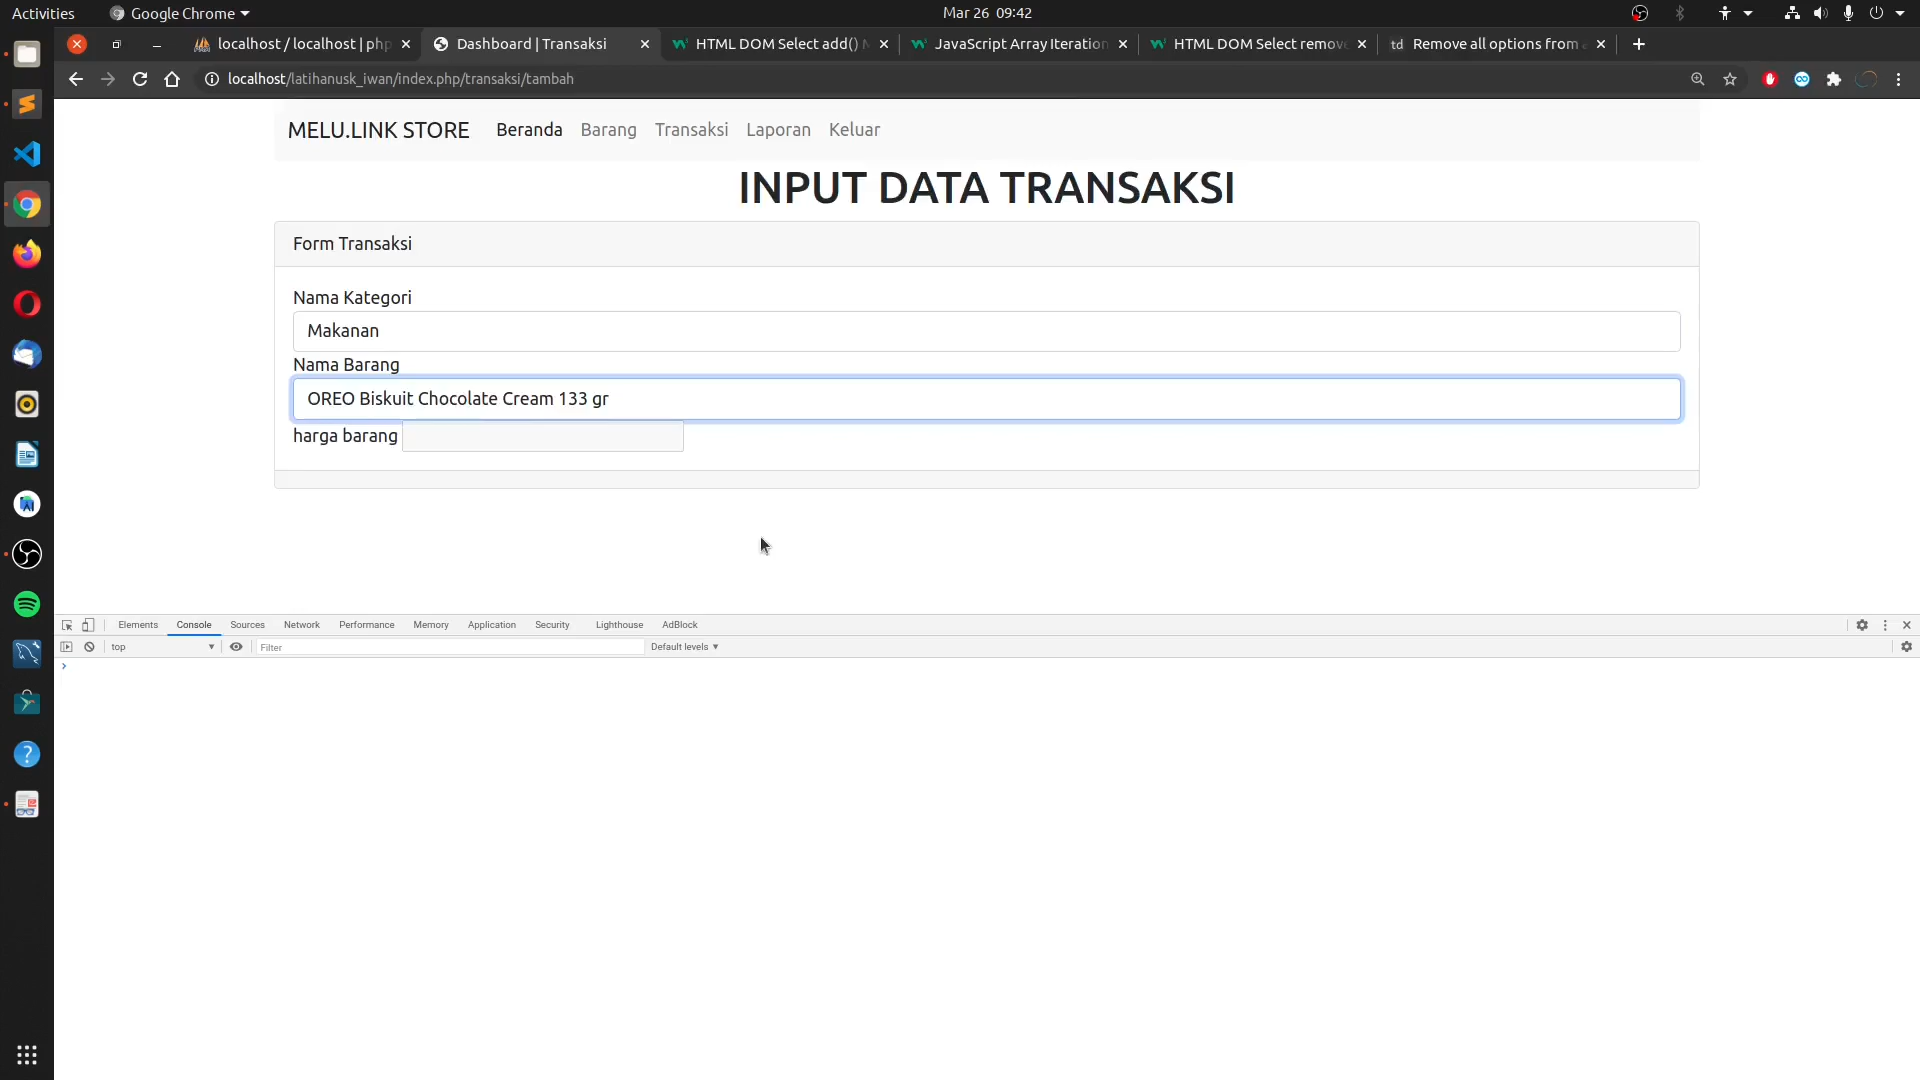 Activities
Google Chrome
Mar 26 09:42
localhost / localhost | php
Dashboard | Transaksi
HTML DOM Select add()
JavaScript Array Iteration
HTML DOM Select remov
td
Remove all options from
localhost/latihanusk_iwan/index.php/transaksi/tambah
MELU.LINK STORE
Beranda
Barang
Transaksi
Laporan
Keluar
INPUT DATA TRANSAKSI
Form Transaksi
Nama Kategori
Makanan
Nama Barang
OREO Biskuit Chocolate Cream 133 gr
harga barang
Elements
Console
Sources
Network
Performance
Memory
Application
Security
Lighthouse
AdBlock
top
Filter
Default levels